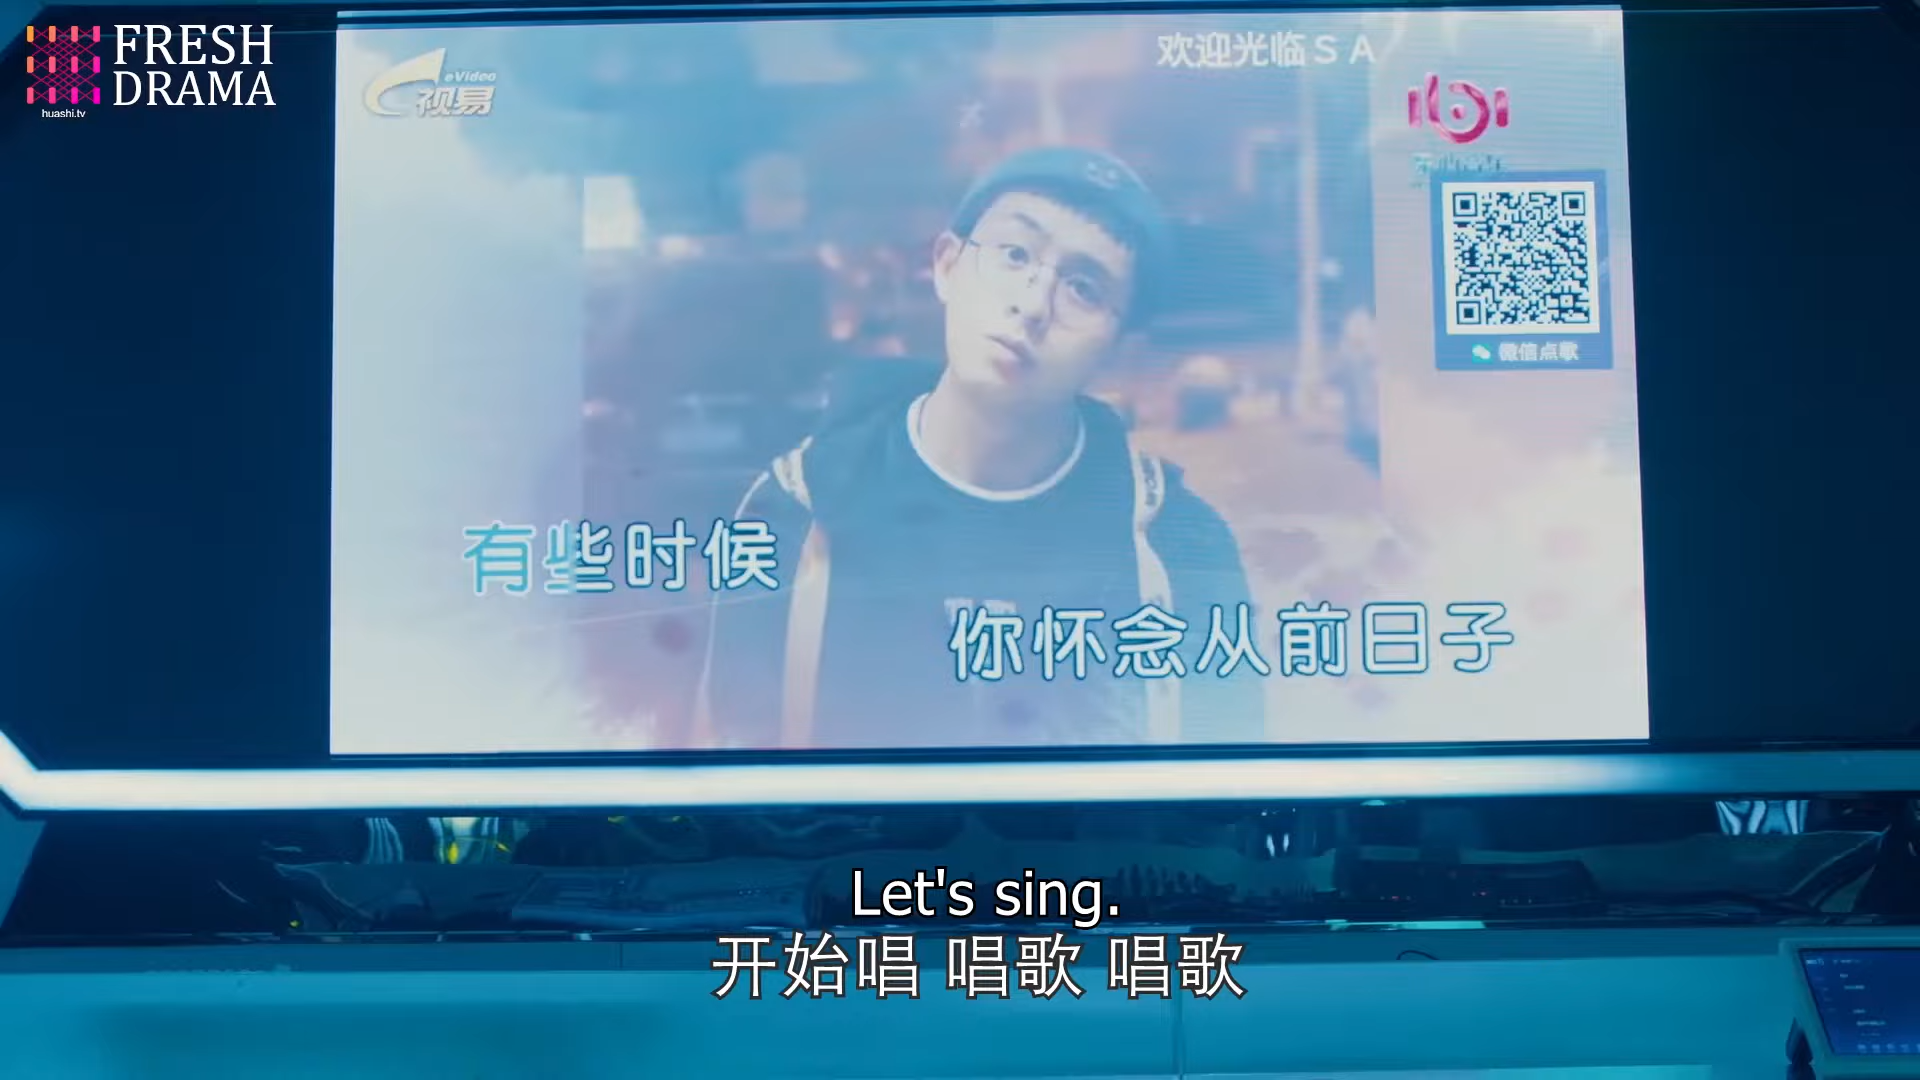 FRESH
DRAMA
huashi.tv
eVideo
视易
欢迎光临SA
微信点歌
有些时候
你怀念从前日子
Let's sing.
开始唱 唱歌 唱歌